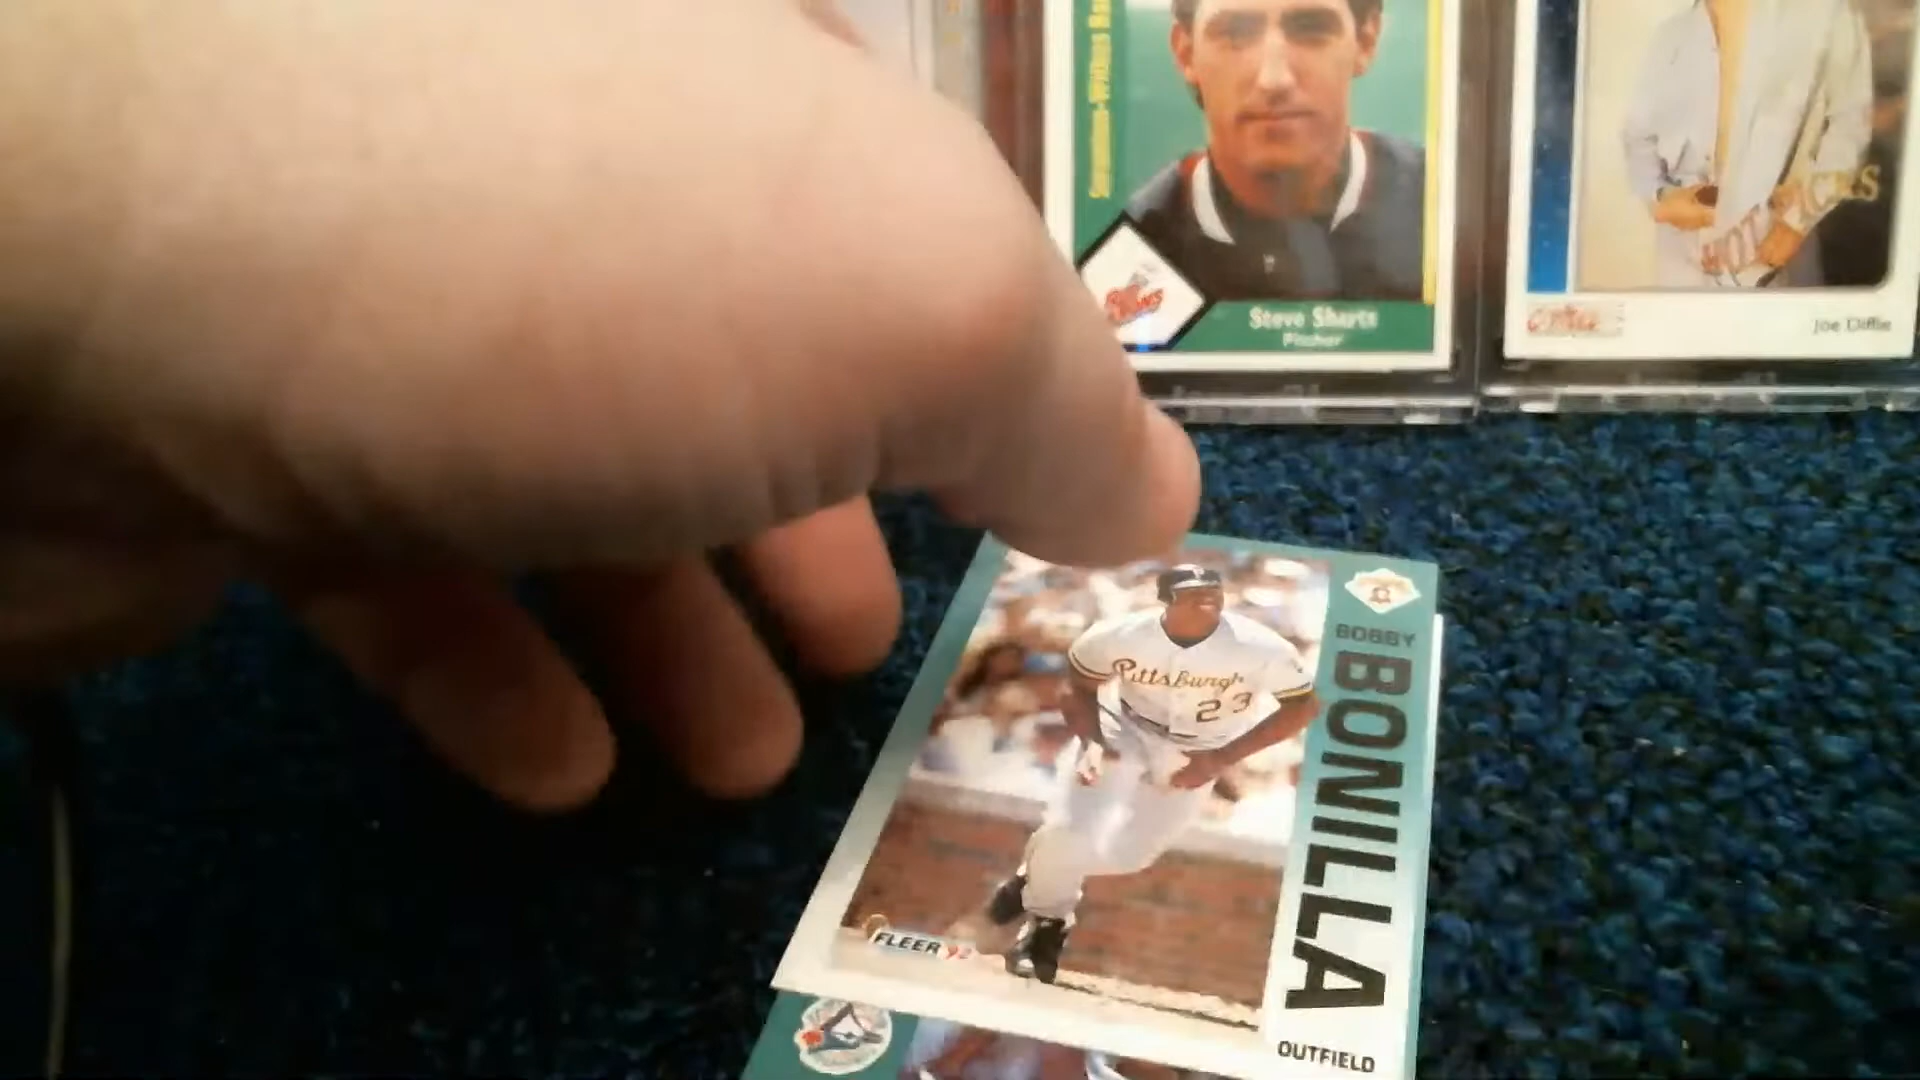 Steve Sharts
Pitcher
HOT PICKS
Joe Diffie
BOBBY
BONILLA
OUTFIELD
Pittsburgh
23
FLEER 92